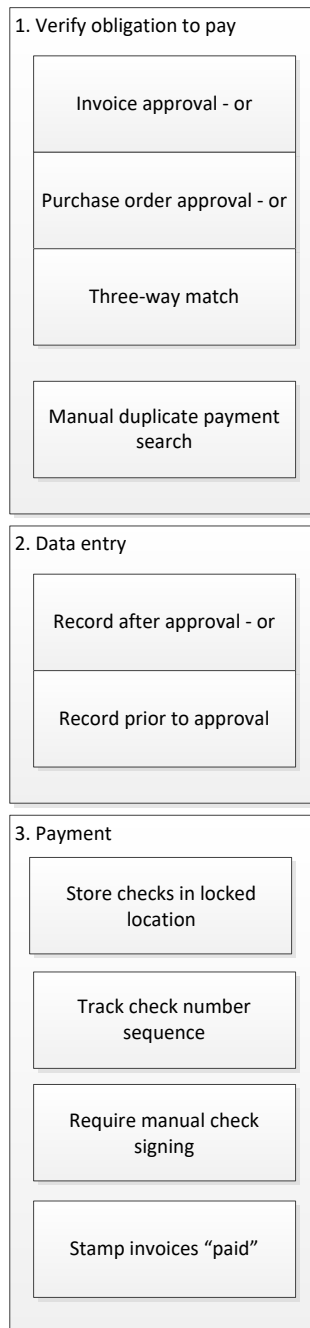 1. Verify obligation to pay
Invoice approval - or
Purchase order approval - or
Three-way match
Manual duplicate payment
search
2. Data entry
Record after approval - or
Record prior to approval
3. Payment
Store checks in locked
location
Track check number
sequence
Require manual check
signing
Stamp invoices “paid”